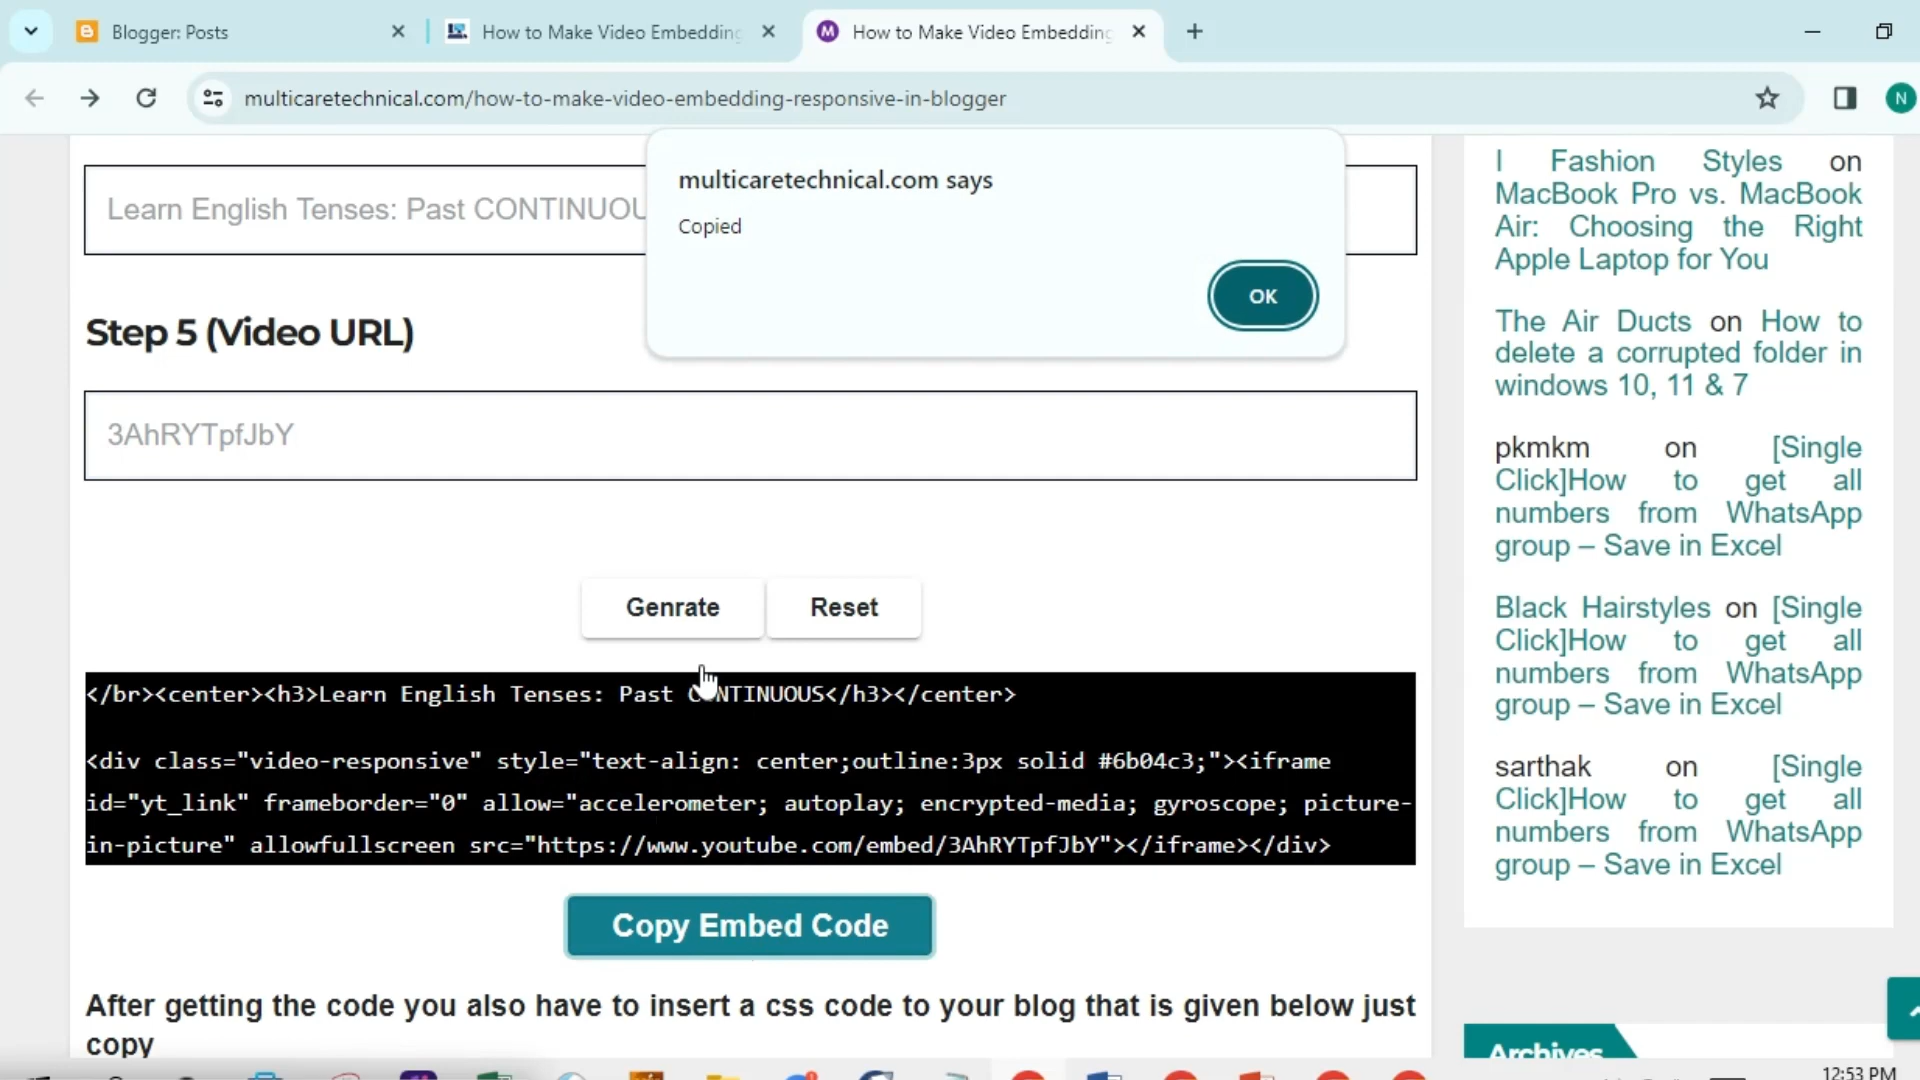 Blogger: Posts
How to Make Video Embedding
How to Make Video Embedding
multicaretechnical.com/how-to-make-video-embedding-responsive-in-blogger
N
multicaretechnical.com says
Copied
OK
Learn English Tenses: Past CONTINUOU
Step 5 (Video URL)
3AhRYTpfJbY
Genrate
Reset
</br><center><h3>Learn English Tenses: Past CONTINUOUS</h3></center>
<div class="video-responsive" style="text-align: center;outline:3px solid #6b04c3;"><iframe
id="yt_link" frameborder="0" allow="accelerometer; autoplay; encrypted-media; gyroscope; picture-
in-picture" allowfullscreen src="https://www.youtube.com/embed/3AhRYTpfJbY"></iframe></div>
Copy Embed Code
After getting the code you also have to insert a css code to your blog that is given below just
copy
I Fashion Styles on
MacBook Pro vs. MacBook
Air: Choosing the Right
Apple Laptop for You
The Air Ducts on How to
delete a corrupted folder in
windows 10, 11 & 7
pkmkm on [Single
Click]How to get all
numbers from WhatsApp
group – Save in Excel
Black Hairstyles on [Single
Click]How to get all
numbers from WhatsApp
group – Save in Excel
sarthak on [Single
Click]How to get all
numbers from WhatsApp
group – Save in Excel
Archives
12:53 PM